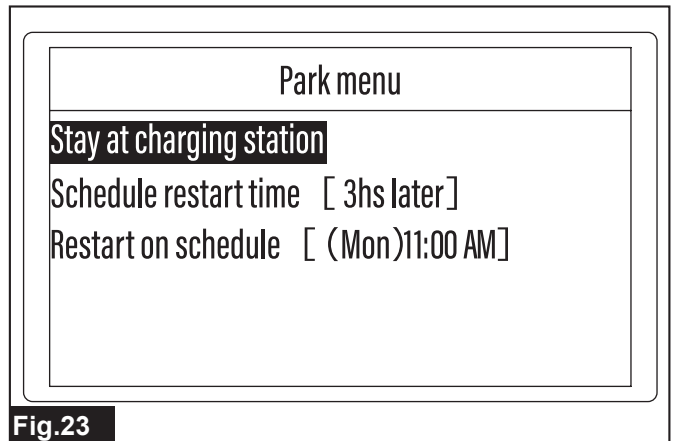 Park menu
Stay at charging station
Schedule restart time [ 3hs later]
Restart on schedule [ (Mon)11:00 AM]
Fig.23